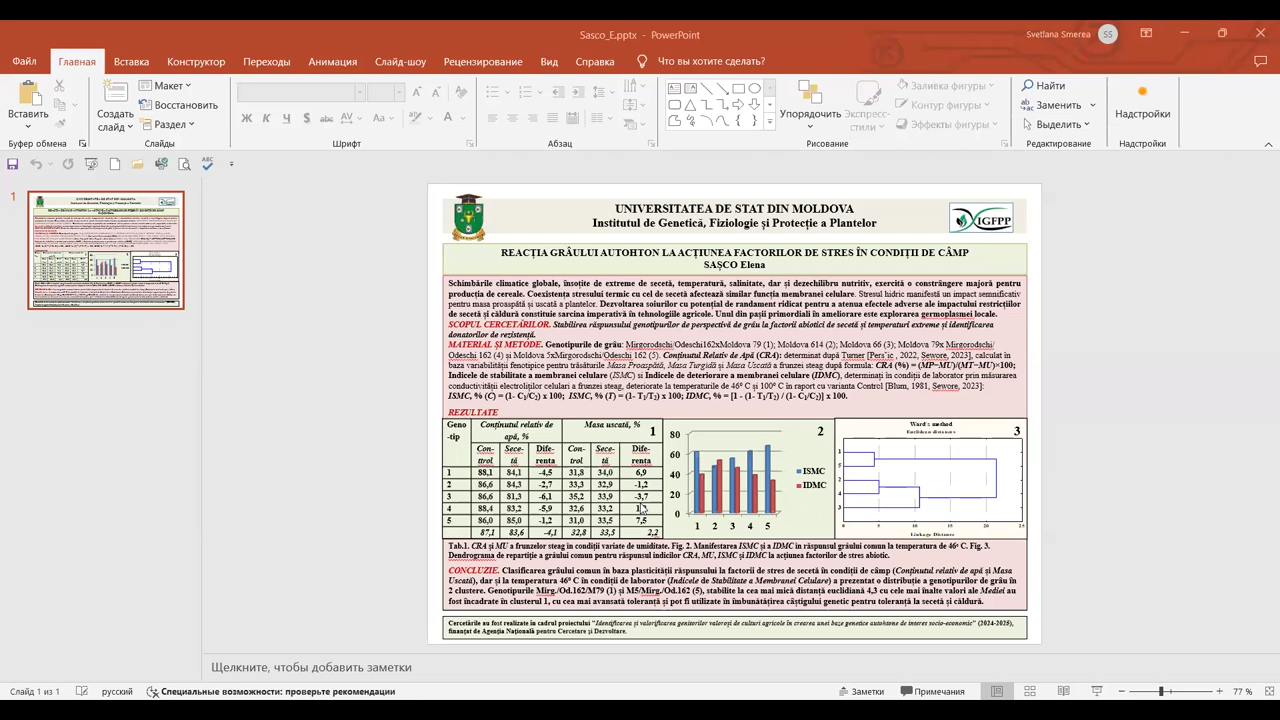 Sasco_E.pptx - PowerPoint
Svetlana Smerea SS
Файл Главная Вставка Конструктор Переходы Анимация Слайд-шоу Рецензирование Вид Справка Что вы хотите сделать?
Вставить
Буфер обмена
Создать слайд
Макет
Восстановить
Раздел
Слайды
Ж К Ч S abc AV Aa А
Шрифт
Абзац
Упорядочить
Экспресс-стили
Заливка фигуры
Контур фигуры
Эффекты фигуры
Рисование
Найти
Заменить
Выделить
Редактирование
Настройки
Настройки
1
UNIVERSITATEA DE STAT DIN MOLDOVA
Institutul de Genetică, Fiziologie și Protecție a Plantelor
IGFPP
REACȚIA GRÂULUI AUTOHTON LA ACȚIUNEA FACTORILOR DE STRES ÎN CONDIȚII DE CÂMP
SAȘCO Elena
Schimbările climatice globale, însoțite de extreme de secetă, temperatură, salinitate, dar și dezechilibru nutritiv, exercită o constrângere majoră pentru
producția de cereale. Coexistența stresului termic cu cel de secetă afectează similar funcția membranei celulare. Stresul hidric manifestă un impact semnificativ
pentru masa proaspătă și uscată a plantelor. Dezvoltarea soiurilor cu potențial de randament ridicat pentru a atenua efectele adverse ale impactului restricțiilor
de secetă și căldură constituie sarcina imperativă în tehnologiile agricole. Unul din pașii primordiali în ameliorare este explorarea germoplasmei locale.
SCOPUL CERCETĂRILOR. Stabilirea răspunsului genotipurilor de perspectivă de grâu la factorii abiotici de secetă și temperaturi extreme și identificarea
donatorilor de rezistență.
MATERIAL ȘI METODE. Genotipurile de grâu: Mirgorodschi/Odeschi162xMoldova 79 (1); Moldova 614 (2); Moldova 66 (3); Moldova 79x Mirgorodschi/
Odeschi 162 (4) si Moldova 5xMirgorodschi/Odeschi 162 (5). Conținutul Relativ de Apă (CRA): determinat după Turner [Pers`ic , 2022, Sewore, 2023], calculat în
baza variabilității fenotipice pentru trăsăturile Masa Proaspătă, Masa Turgidă și Masa Uscată a frunzei steag după formula: CRA (%) = (MP−MU)/(MT−MU)×100;
Indicele de stabilitate a membranei celulare (ISMC) si Indicele de deteriorare a membranei celulare (IDMC), determinați în condiții de laborator prin măsurarea
conductivității electroliților celulari a frunzei steag, deteriorate la temperaturile de 46º C și 100º C în raport cu varianta Control [Blum, 1981, Sewore, 2023]:
ISMC, % (C) = (1- C1/C2) x 100; ISMC, % (T) = (1- T1/T2) x 100; IDMC, % = [1 - (1- T1/T2) / (1- C1/C2)] x 100.
REZULTATE
Geno-tip Conținutul relativ de apă, % Masa uscată, % 1
Con-trol Sece-tă Dife-renta Con-trol Sece-tă Dife-renta
1 88,1 84,1 -4,5 31,8 34,0 6,9
2 86,6 84,3 -2,7 33,3 32,9 -1,2
3 86,6 81,3 -6,1 35,2 33,9 -3,7
4 88,4 83,2 -5,9 32,6 33,2
5 86,0 85,0 -1,2 31,0 33,5 7,5
87,1 83,6 -4,1 32,8 33,5 2,2
2
80
60
40
20
0
1 2 3 4 5
ISMC
IDMC
Ward`s method
Euclidean distances
3
1
5
2
4
3
0 5 10 15 20 25
Linkage Distance
Tab.1. CRA și MU a frunzelor steag în condiții variate de umiditate. Fig. 2. Manifestarea ISMC și a IDMC în răspunsul grâului comun la temperatura de 46º C. Fig. 3.
Dendrograma de repartiție a grâului comun pentru răspunsul indicilor CRA, MU, ISMC și IDMC la acțiunea factorilor de stres abiotic.
CONCLUZIE. Clasificarea grâului comun în baza plasticității răspunsului la factorii de stres de secetă în condiții de câmp (Conținutul relativ de apă și Masa
Uscată), dar și la temperatura 46º C în condiții de laborator (Indicele de Stabilitate a Membranei Celulare) a prezentat o distribuție a genotipurilor de grâu în
2 clustere. Genotipurile Mirg./Od.162/M79 (1) și M5/Mirg./Od.162 (5), stabilite la cea mai mică distanță euclidiană 4,3 cu cele mai înalte valori ale Mediei au
fost încadrate în clusterul 1, cu cea mai avansată toleranță și pot fi utilizate în îmbunătățirea câștigului genetic pentru toleranța la secetă și căldură.
Cercetările au fost realizate în cadrul proiectului "Identificarea și valorificarea genitorilor valoroși de culturi agricole în crearea unei baze genetice autohtone de interes socio-economic" (2024-2025),
finanțat de Agenția Națională pentru Cercetare și Dezvoltare.
Щелкните, чтобы добавить заметки
Слайд 1 из 1 русский Специальные возможности: проверьте рекомендации Заметки Примечания 77 %